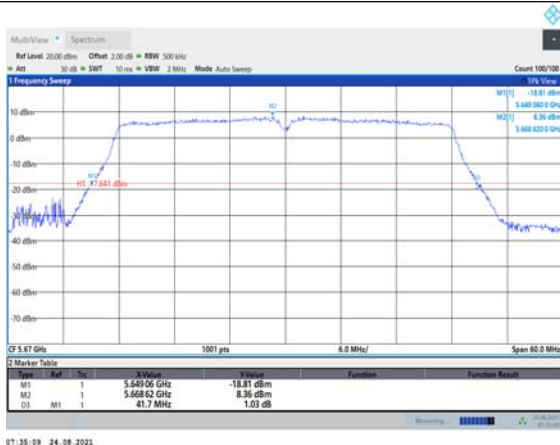 MultiView Spectrum
Ref Level 20.00 dBm Offset 2.00 dB RBW 500 kHz
Att 30 dB SWT 10 ms VBW 2 MHz Mode Auto Sweep Count 100/100
1 Frequency Sweep 1Pk View
M1[1] -18.81 dBm
5.649 060 0 GHz
M2[1] 8.36 dBm
5.668 620 0 GHz
M2
10 dBm
0 dBm
-10 dBm
M1
H1 -17.641 dBm
-20 dBm
-30 dBm
-40 dBm
-50 dBm
-60 dBm
-70 dBm
CF 5.67 GHz 1001 pts 6.0 MHz/ Span 60.0 MHz
2 Marker Table
Type Ref Trc X-Value Y-Value Function Function Result
M1 1 5.64906 GHz -18.81 dBm
M2 1 5.66862 GHz 8.36 dBm
D3 M1 1 41.7 MHz 1.03 dB
Measuring...
07:35:09 24.08.2021